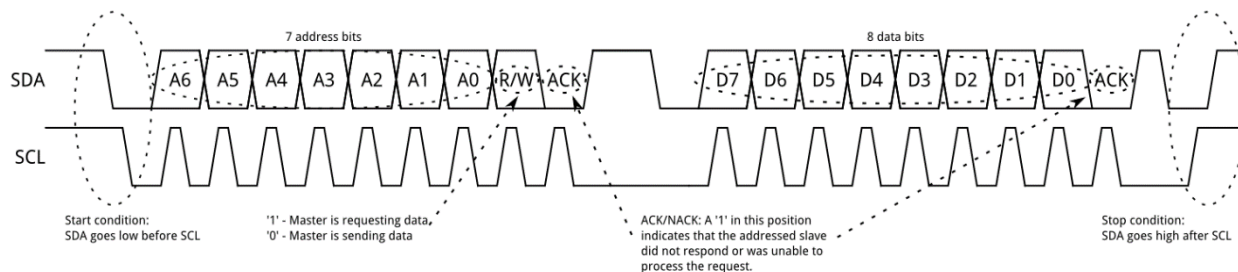 7 address bits
8 data bits
SDA A6 A5 A4 A3 A2 A1 A0 R/W ACK D7 D6 D5 D4 D3 D2 D1 D0 ACK
SCL
Start condition:
SDA goes low before SCL
'1' - Master is requesting data
'0' - Master is sending data
ACK/NACK: A '1' in this position
indicates that the addressed slave
did not respond or was unable to
process the request.
Stop condition:
SDA goes high after SCL